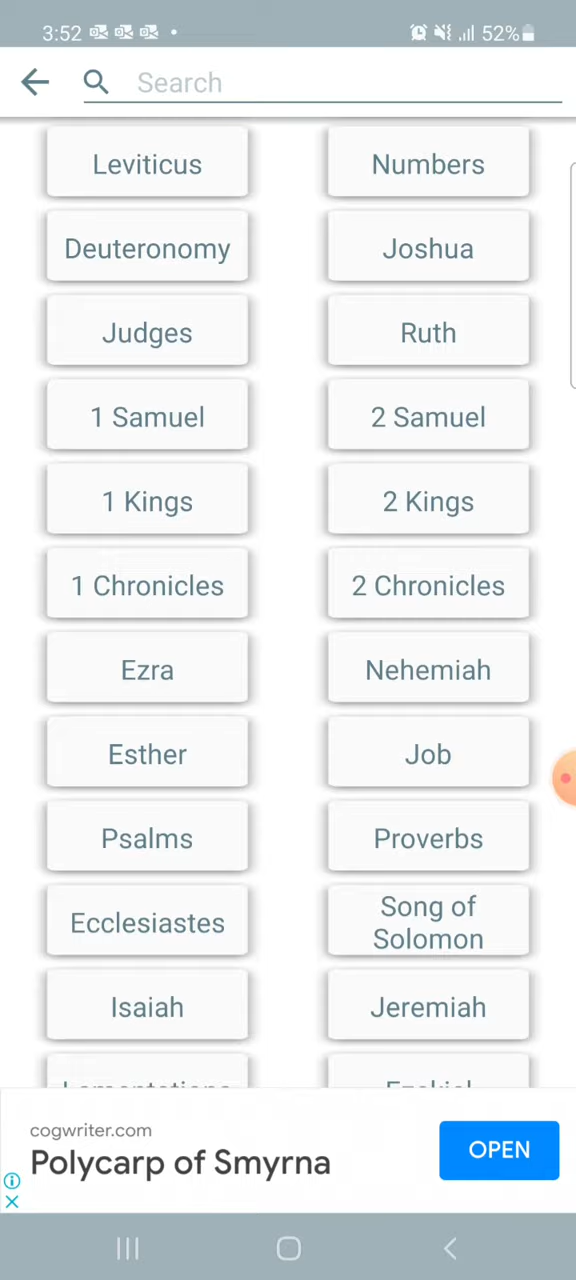 3:52 52%
Search
Leviticus Numbers
Deuteronomy Joshua
Judges Ruth
1 Samuel 2 Samuel
1 Kings 2 Kings
1 Chronicles 2 Chronicles
Ezra Nehemiah
Esther Job
Psalms Proverbs
Ecclesiastes Song of
Solomon
Isaiah Jeremiah
Lamentations Ezekiel
cogwriter.com
Polycarp of Smyrna
OPEN